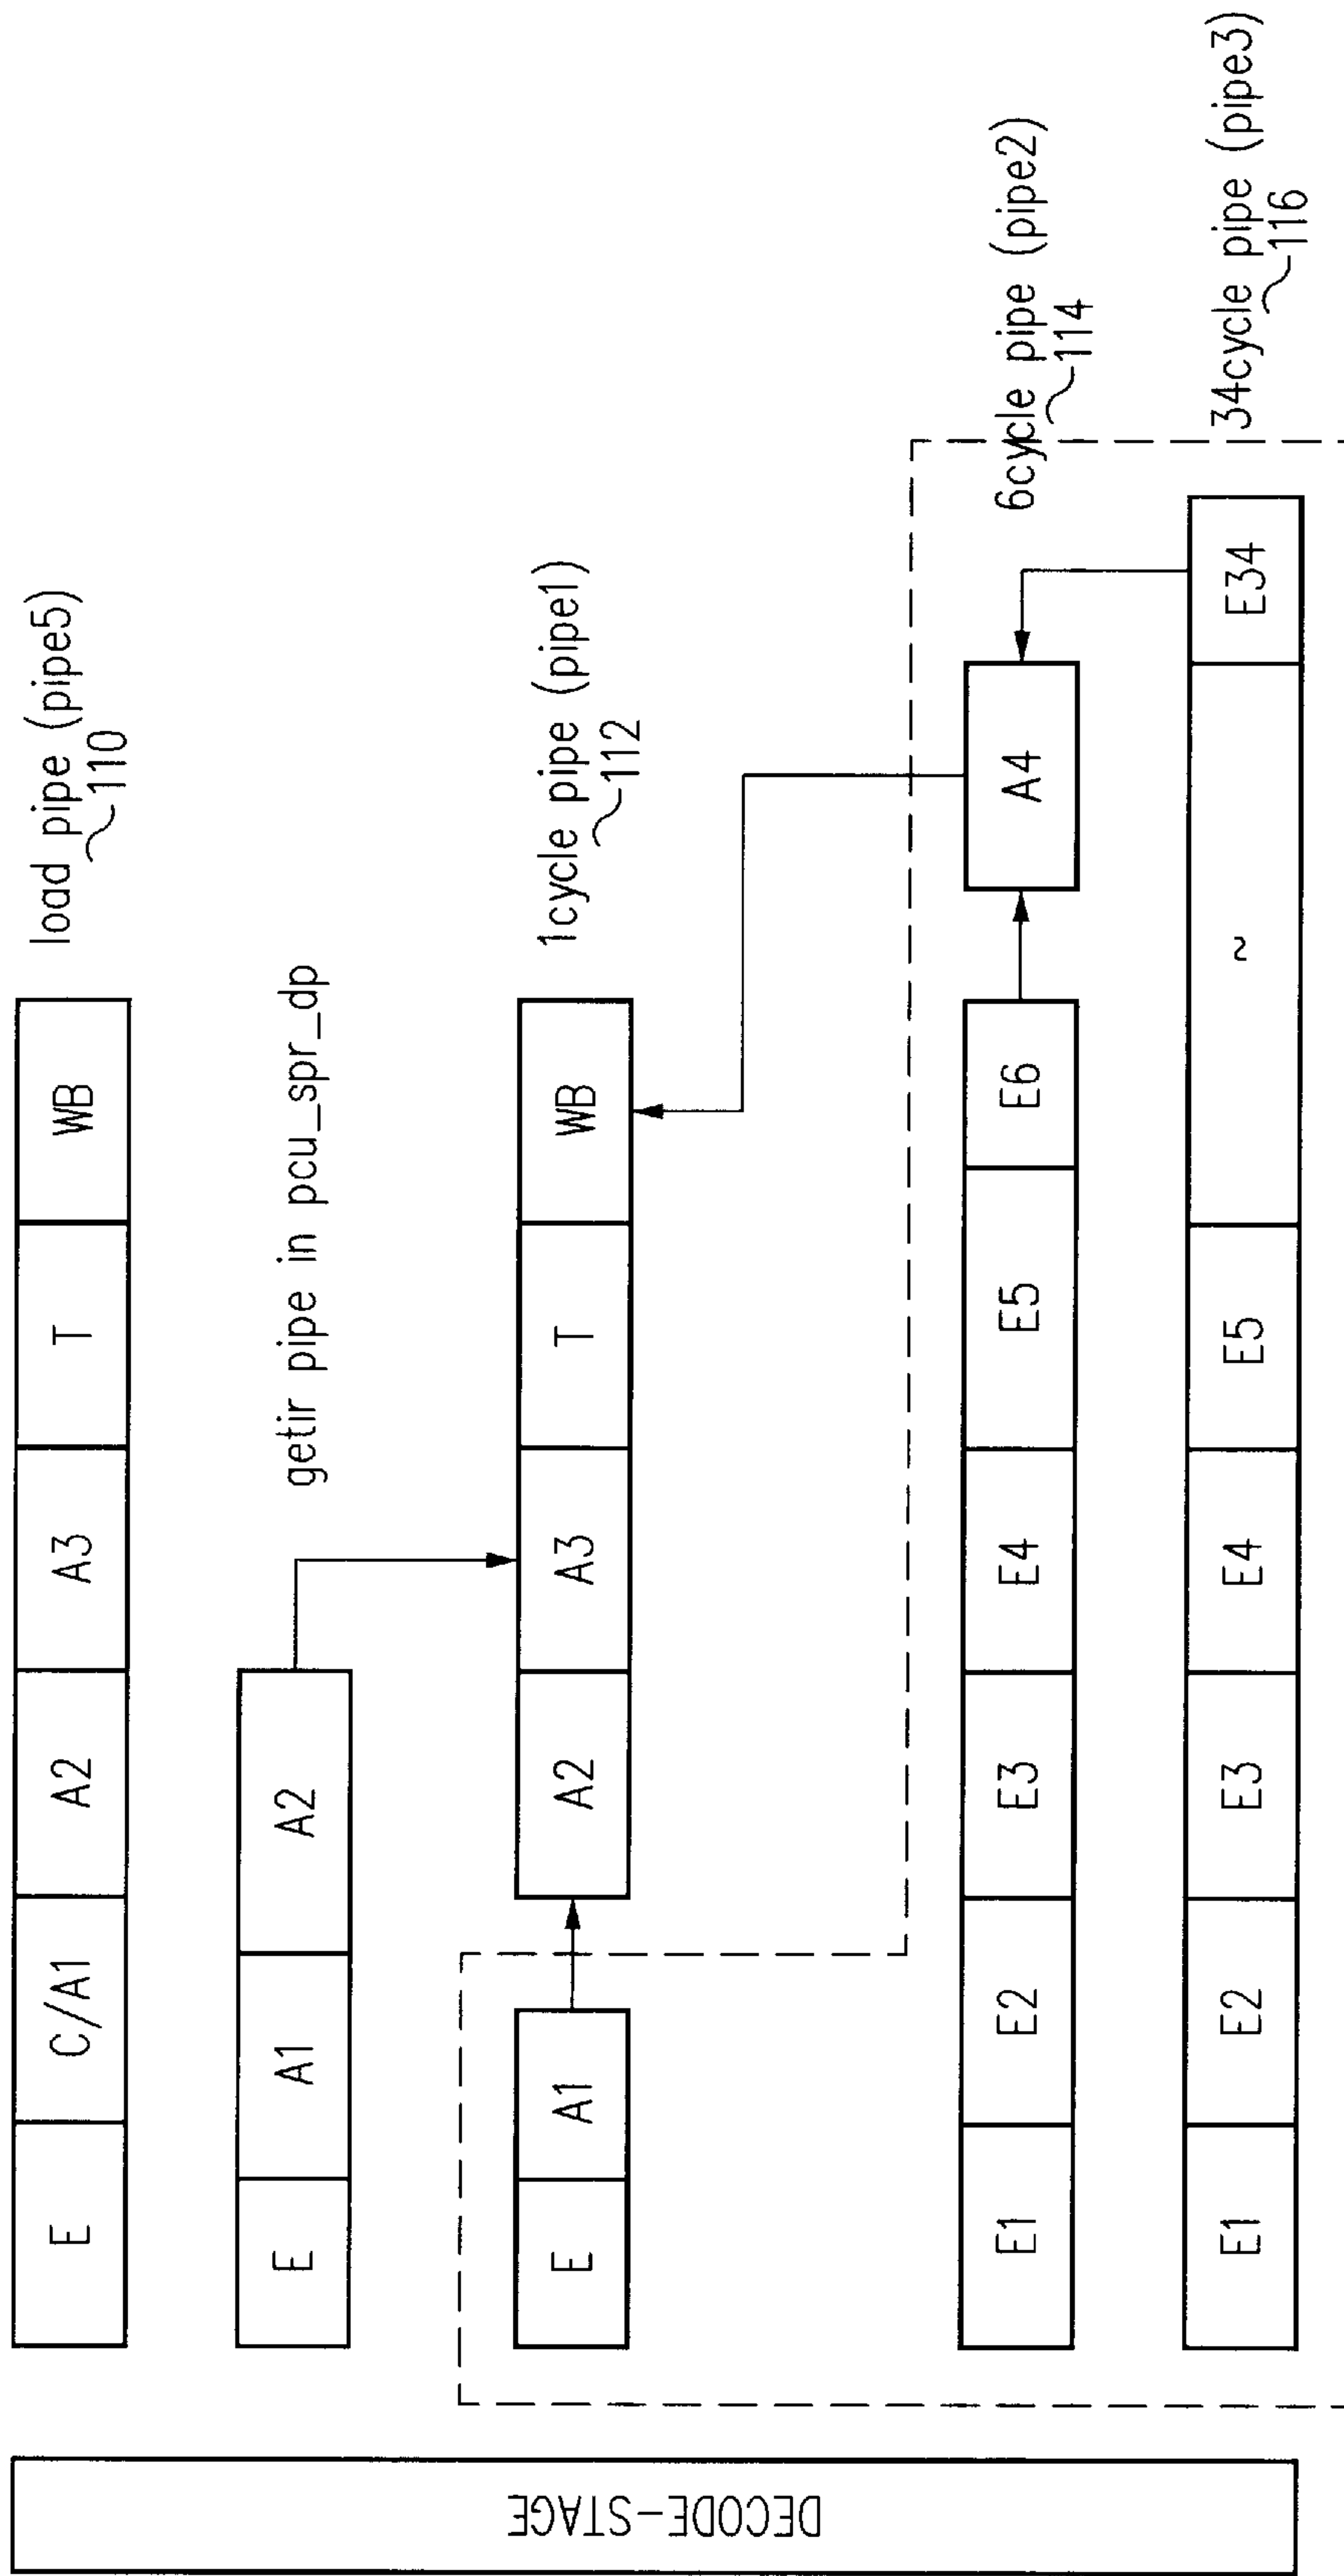 DECODE-STAGE
E C/A1 A2 A3 T WB
load pipe (pipe5)
110
E A1 A2
getir pipe in pcu_spr_dp
E A1 A2 A3 T WB
1cycle pipe (pipe1)
112
E1 E2 E3 E4 E5 E6 A4
6cycle pipe (pipe2)
114
E1 E2 E3 E4 E5 ~ E34
34cycle pipe (pipe3)
116